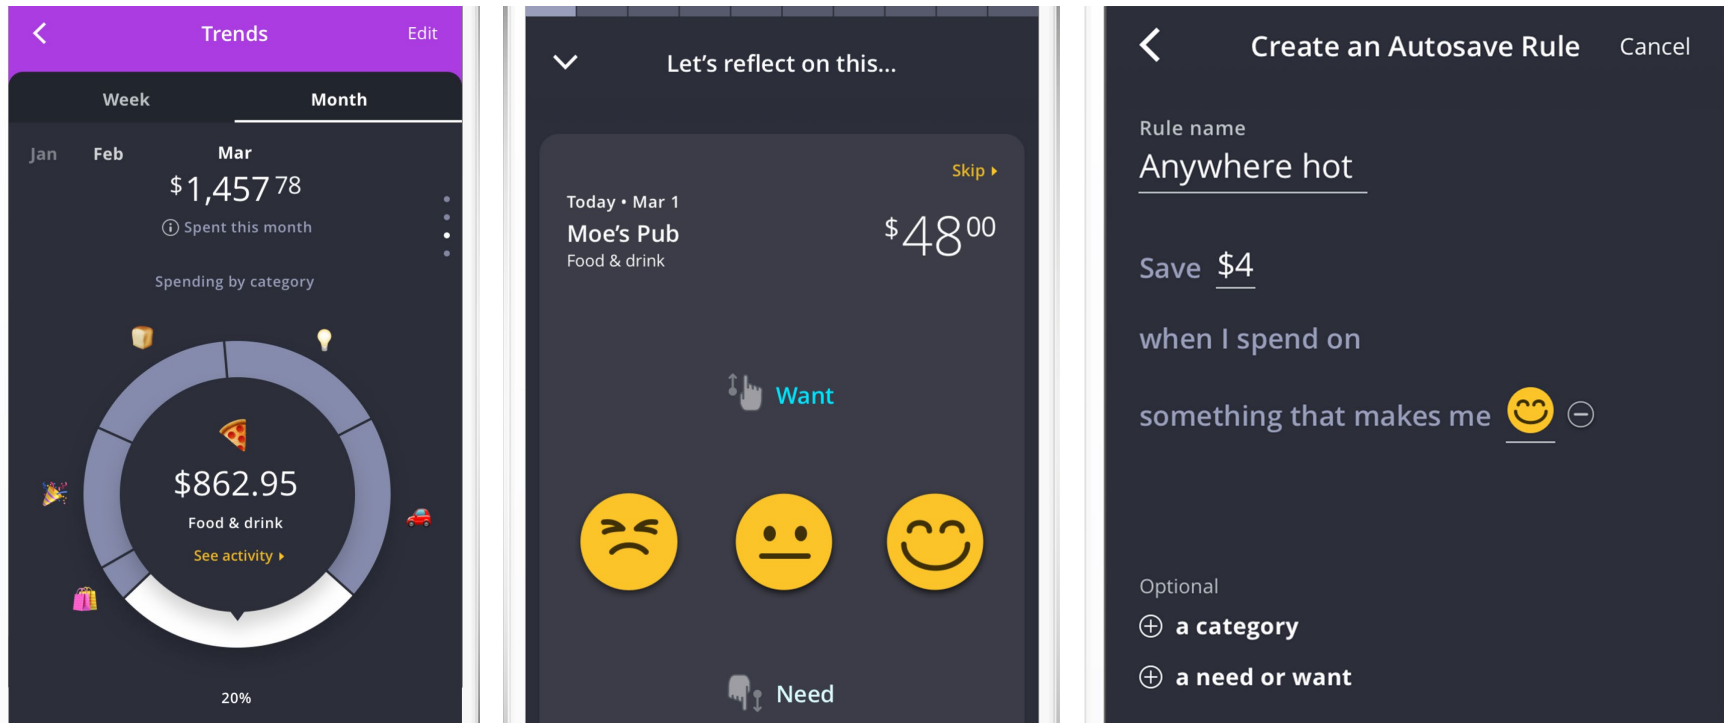 Trends
Edit
Week
Month
Jan
Feb
Mar
$1,457 78
Spent this month
Spending by category
$862.95
Food & drink
See activity
20%
Let's reflect on this...
Skip
Today • Mar 1
Moe's Pub
$48 00
Food & drink
Want
Need
Create an Autosave Rule
Cancel
Rule name
Anywhere hot
Save $4
when I spend on
something that makes me
Optional
a category
a need or want